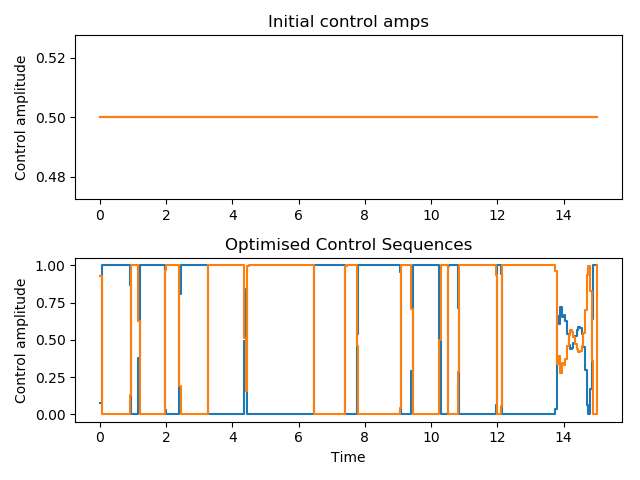 Initial control amps
Control amplitude
0.52
0.50
0.48
0 2 4 6 8 10 12 14
Optimised Control Sequences
Control amplitude
1.00
0.75
0.50
0.25
0.00
0 2 4 6 8 10 12 14
Time